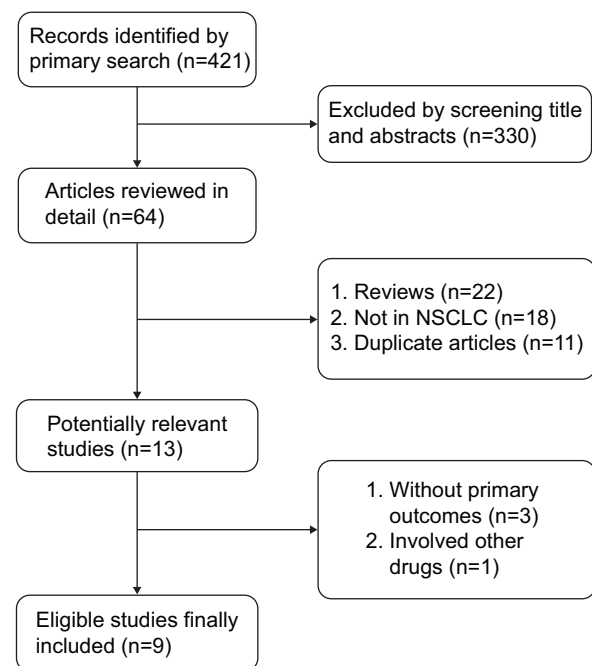 Records identified by
primary search (n=421)
Excluded by screening title
and abstracts (n=330)
Articles reviewed in
detail (n=64)
1. Reviews (n=22)
2. Not in NSCLC (n=18)
3. Duplicate articles (n=11)
Potentially relevant
studies (n=13)
1. Without primary
outcomes (n=3)
2. Involved other
drugs (n=1)
Eligible studies finally
included (n=9)